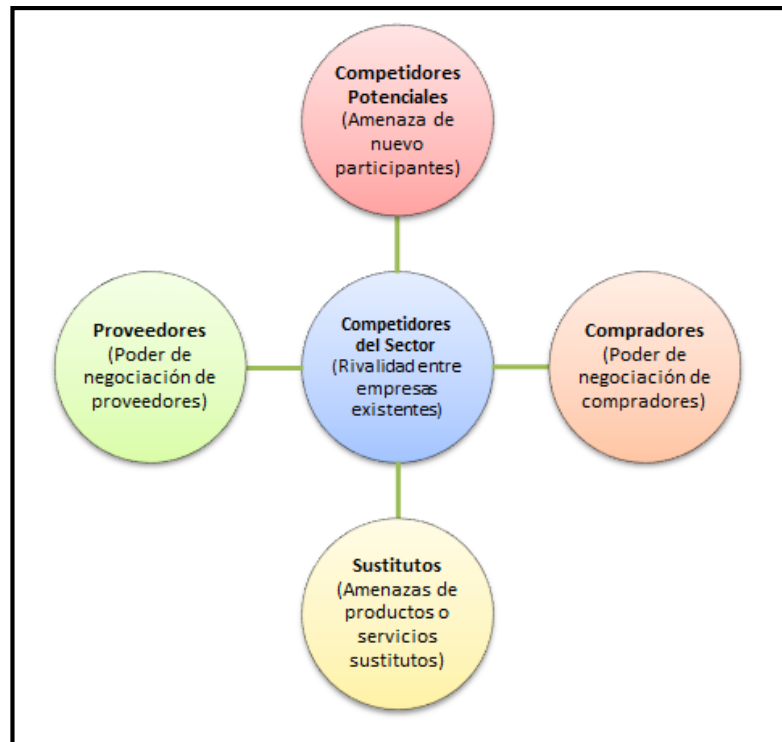 Competidores
Potenciales
(Amenaza de
nuevo
participantes)
Proveedores
(Poder de
negociación de
proveedores)
Competidores
del Sector
(Rivalidad entre
empresas
existentes)
Compradores
(Poder de
negociación de
compradores)
Sustitutos
(Amenazas de
productos o
servicios
sustitutos)